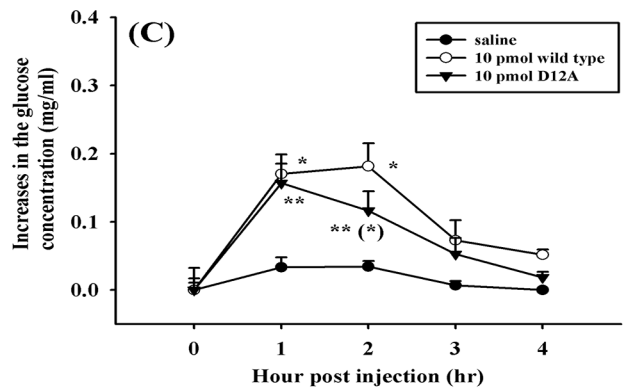 (C)
saline
10 pmol wild type
10 pmol D12A
Increases in the glucose
concentration (mg/ml)
0.4
0.3
0.2
0.1
0.0
*
*
**
** (*)
0 1 2 3 4
Hour post injection (hr)